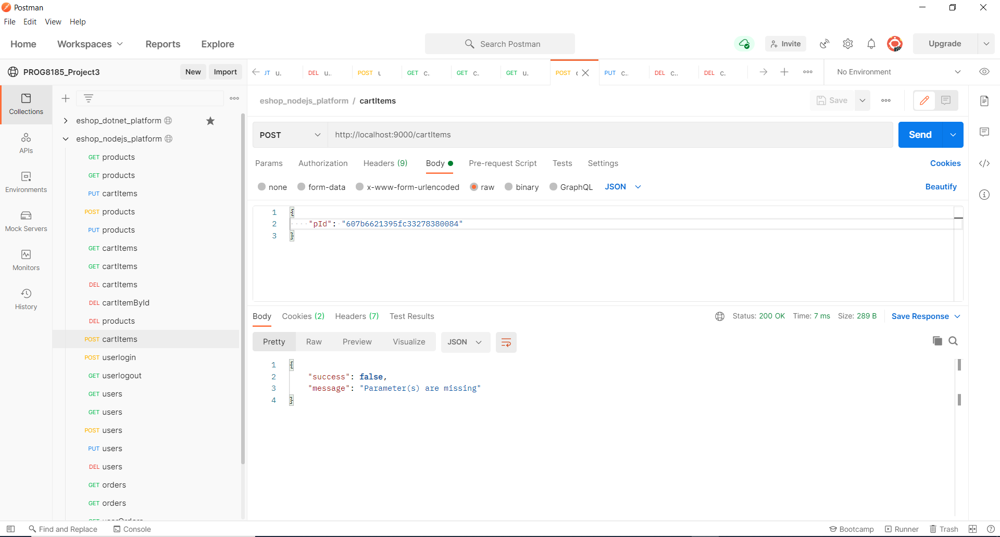 Postman
File Edit View Help
Home Workspaces Reports Explore Search Postman Invite Upgrade
PROG8185_Project3 New Import
UT u. DEL u.. POST GET c. GET c. GET u. POST PUT c.. DEL c.. DEL c. No Environment
Collections
APIs
Environments
Mock Servers
Monitors
History
eshop_dotnet_platform
eshop_nodejs_platform
GET products
GET products
PUT cartItems
POST products
PUT products
GET cartItems
GET cartItems
DEL cartItems
DEL cartItemById
DEL products
POST cartItems
POST userlogin
GET userlogout
GET users
GET users
POST users
PUT users
DEL users
GET orders
GET orders
GET userOrders
eshop_nodejs_platform / cartItems Save
POST http://localhost:9000/cartItems Send
Params Authorization Headers (9) Body Pre-request Script Tests Settings Cookies
none form-data x-www-form-urlencoded raw binary GraphQL JSON Beautify
1 {
2 "pId": "607b6621395fc33278380084"
3 }
Body Cookies (2) Headers (7) Test Results Status: 200 OK Time: 7 ms Size: 289 B Save Response
Pretty Raw Preview Visualize JSON
1 {
2 "success": false,
3 "message": "Parameter(s) are missing"
4 }
Find and Replace Console Bootcamp Runner Trash